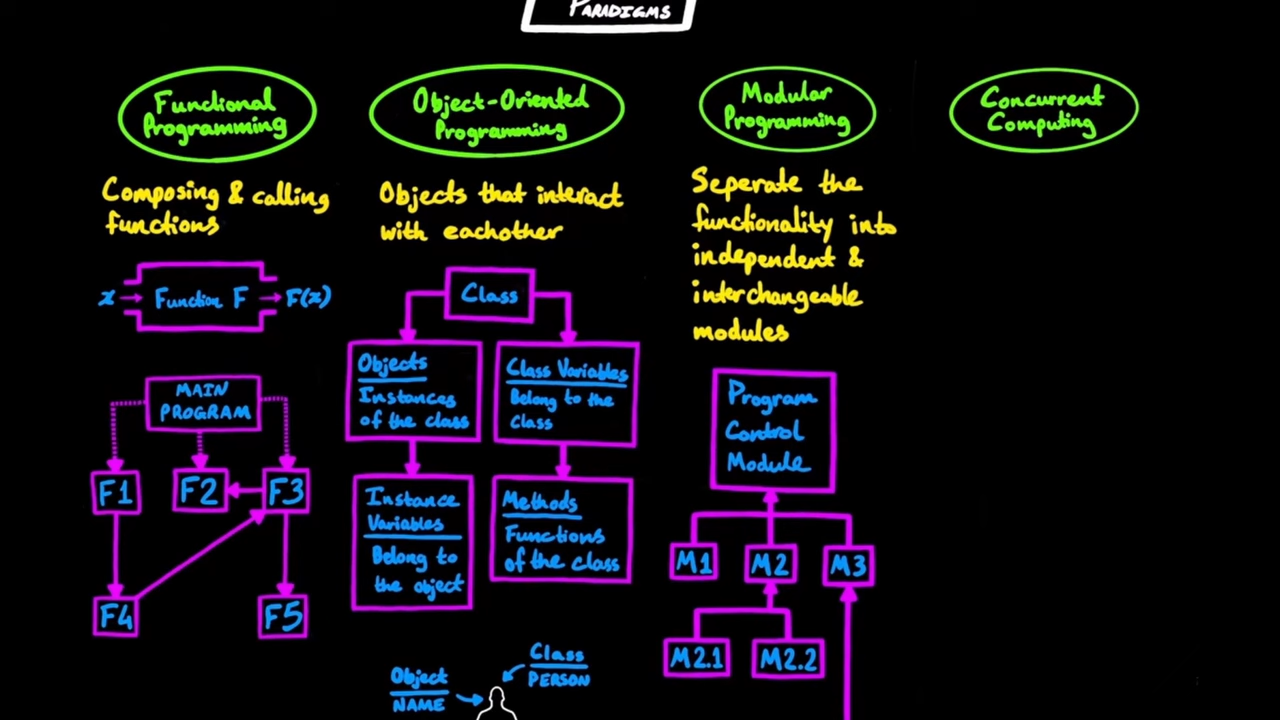 PARADIGMS
Functional
Programming
Composing & calling
functions
x → Function F → F(x)
MAIN
PROGRAM
F1
F2
F3
F4
F5
Object-Oriented
Programming
Objects that interact
with eachother
Class
Objects
Instances
of the class
Class Variables
Belong to the
Class
Instance
Variables
Belong to
the object
Methods
Functions
of the class
Class
PERSON
Object
NAME
Modular
Programming
Seperate the
functionality into
independent &
interchangeable
modules
Program
Control
Module
M1
M2
M3
M2.1
M2.2
Concurrent
Computing